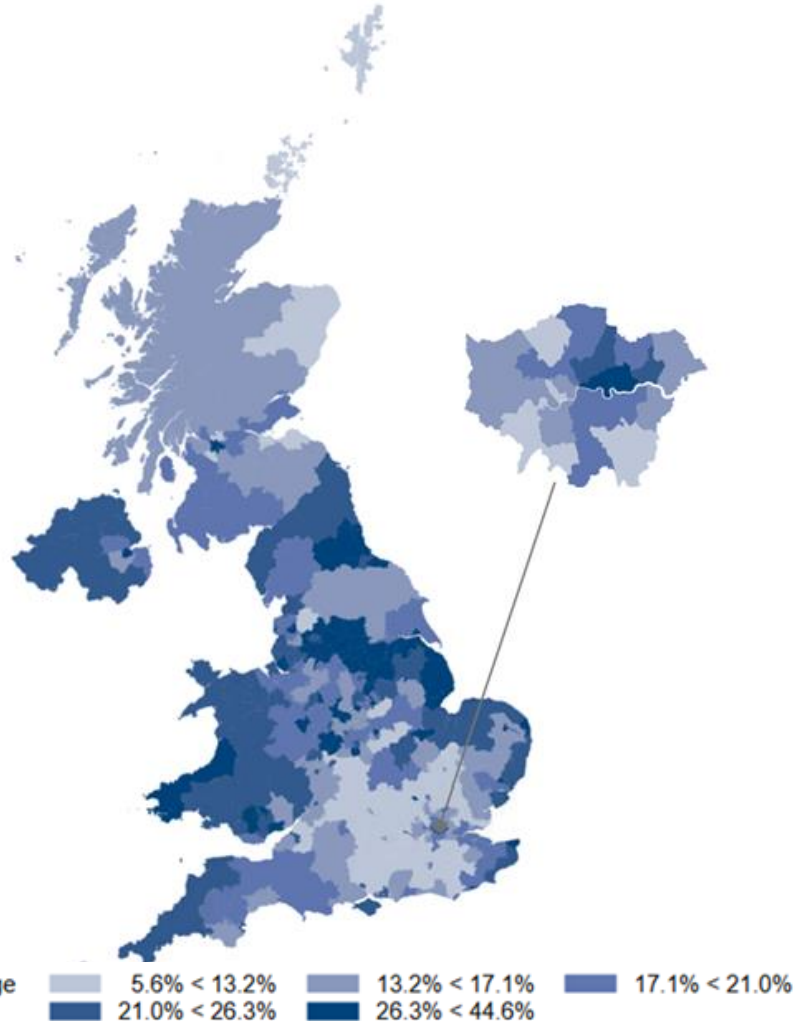 5.6% < 13.2% 13.2% < 17.1% 17.1% < 21.0%
21.0% < 26.3% 26.3% < 44.6%